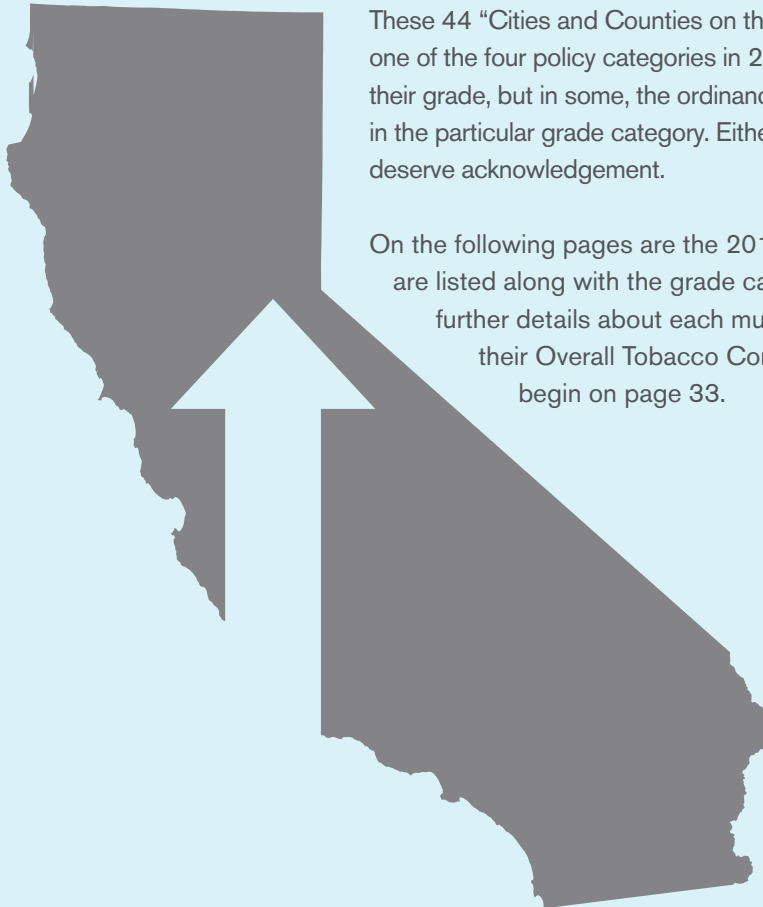 These 44 “Cities and Counties on th
one of the four policy categories in 2
their grade, but in some, the ordinanc
in the particular grade category. Eithe
deserve acknowledgement.
On the following pages are the 201
are listed along with the grade ca
further details about each mu
their Overall Tobacco Con
begin on page 33.